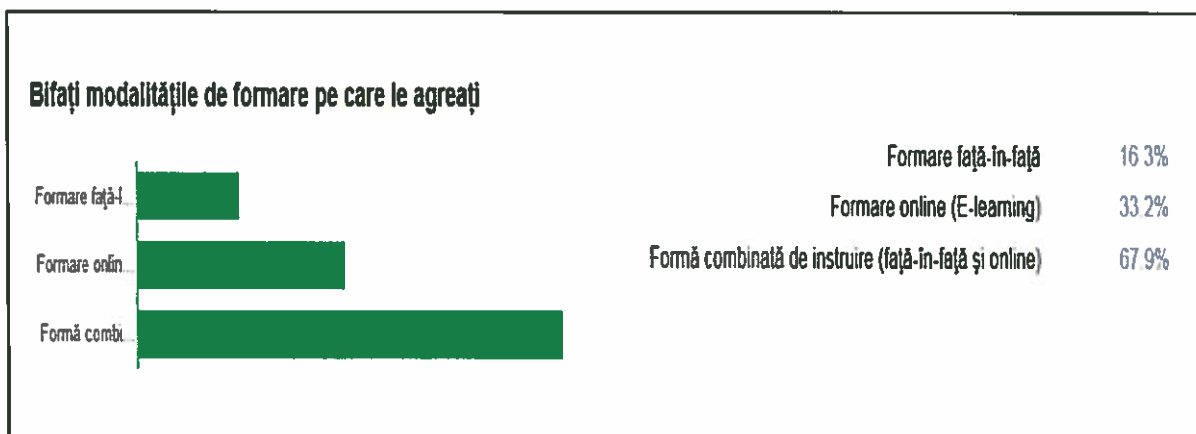 Bifați modalitățile de formare pe care le agreați
Formare față-î...
Formare onlin...
Formă combi...
Formare față-în-față 16.3%
Formare online (E-learning) 33.2%
Formă combinată de instruire (față-în-față și online) 67.9%